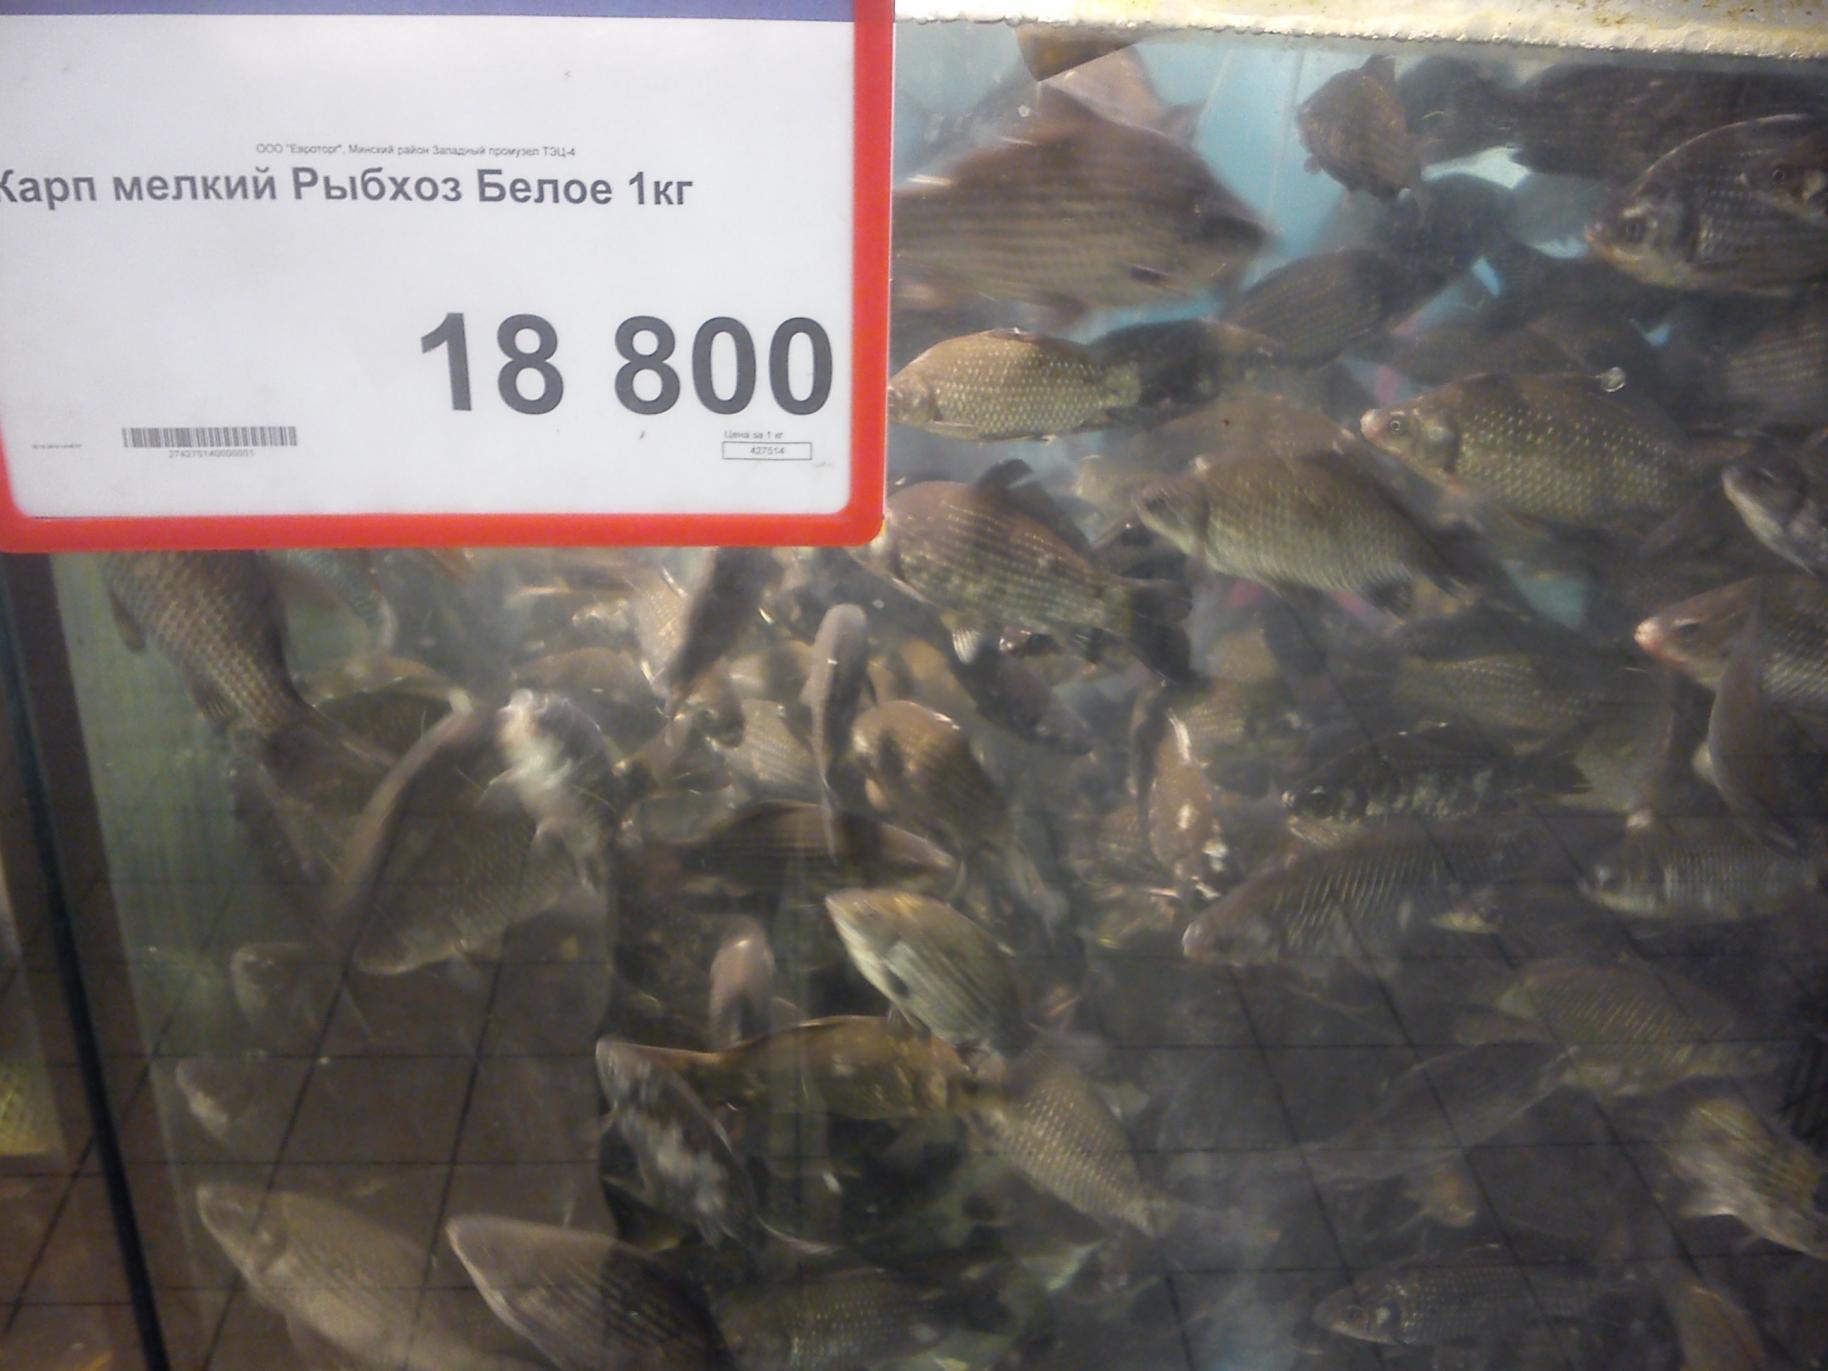 ООО "Евроторг", Минский район Западный промузел ТЭЦ-4
Карп мелкий Рыбхоз Белое 1кг
18 800
Цена за 1 кг
427514